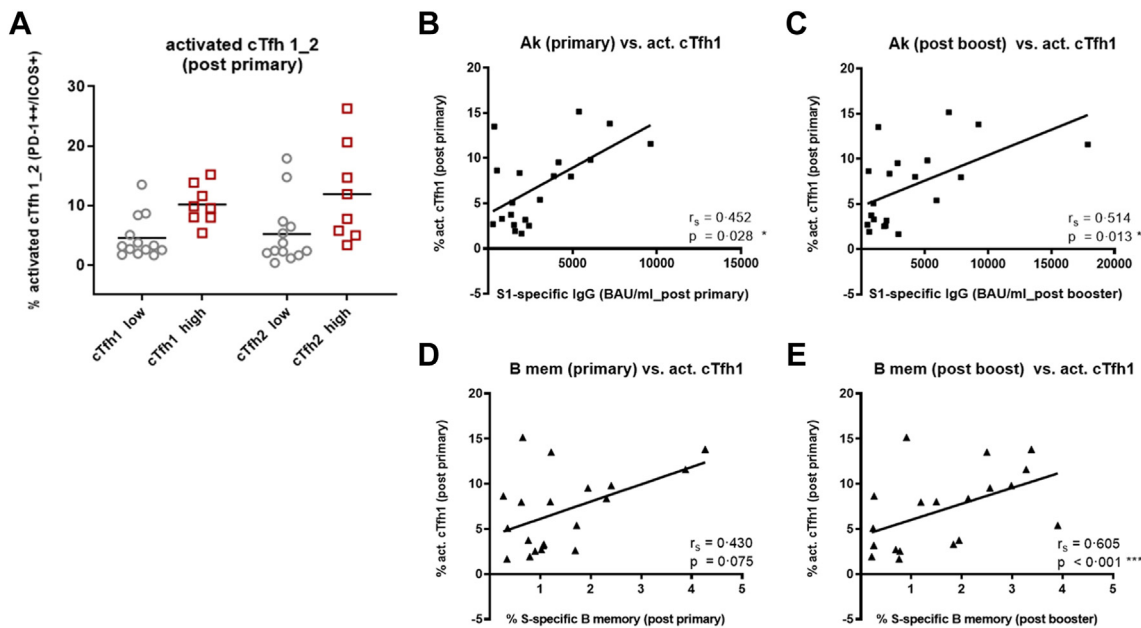 A
activated cTfh 1_2
(post primary)
% activated cTfh 1_2 (PD-1++/ICOS+)
30
20
10
0
cTfh1 low
cTfh1 high
cTfh2 low
cTfh2 high
B
Ak (primary) vs. act. cTfh1
% act. cTfh1 (post primary)
20
15
10
5
0
-5
5000
10000
15000
rs = 0·452
p = 0·028 *
S1-specific IgG (BAU/ml_post primary)
C
Ak (post boost) vs. act. cTfh1
% act. cTfh1 (post primary)
20
15
10
5
0
-5
5000
10000
15000
20000
rs = 0·514
p = 0·013 *
S1-specific IgG (BAU/ml_post booster)
D
B mem (primary) vs. act. cTfh1
% act. cTfh1 (post primary)
20
15
10
5
0
-5
1
2
3
4
5
rs = 0·430
p = 0·075
% S-specific B memory (post primary)
E
B mem (post boost) vs. act. cTfh1
% act. cTfh1 (post primary)
20
15
10
5
0
-5
1
2
3
4
5
rs = 0·605
p < 0·001 ***
% S-specific B memory (post booster)